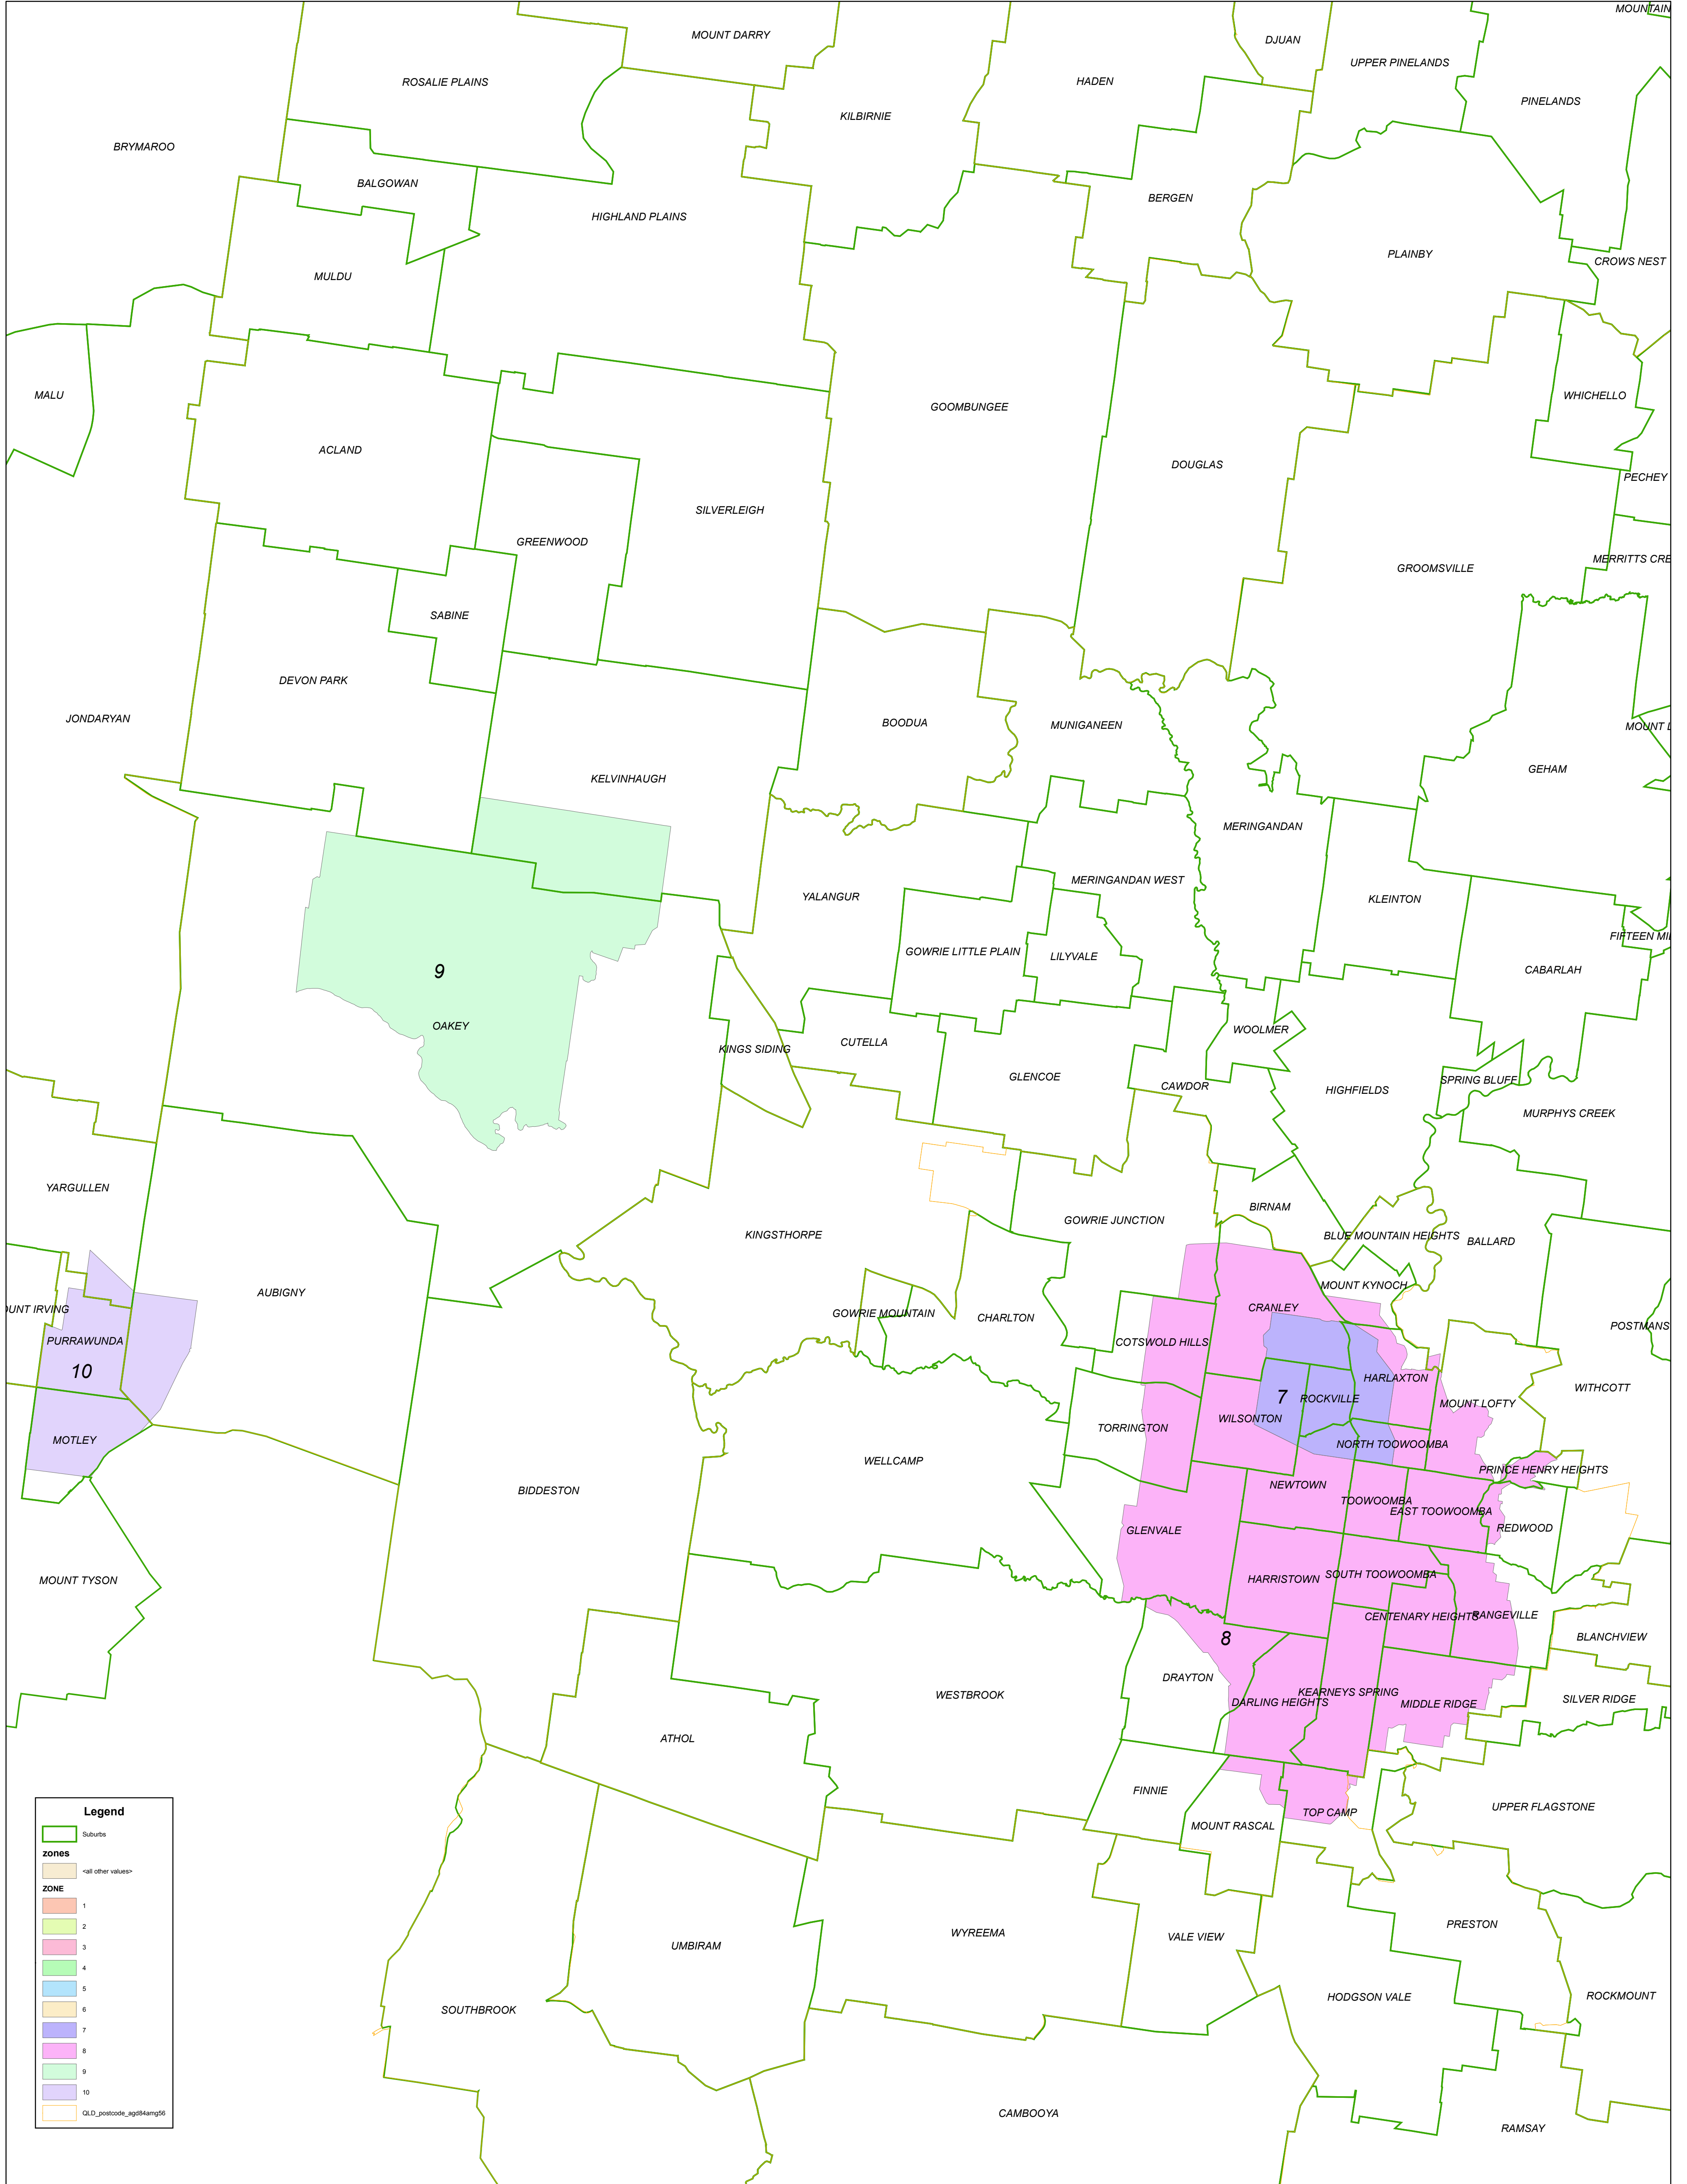 MOUNTAIN
MOUNT DARRY
DJUAN
UPPER PINELANDS
ROSALIE PLAINS
HADEN
PINELANDS
KILBIRNIE
BRYMAROO
BALGOWAN
BERGEN
HIGHLAND PLAINS
PLAINBY
CROWS NEST
MULDU
MALU
WHICHELLO
GOOMBUNGEE
ACLAND
DOUGLAS
PECHEY
SILVERLEIGH
GREENWOOD
MERRITTS CRE
GROOMSVILLE
SABINE
DEVON PARK
JONDARYAN
BOODUA
MUNIGANEEN
MOUNT L
GEHAM
KELVINHAUGH
MERINGANDAN
MERINGANDAN WEST
YALANGUR
KLEINTON
FIFTEEN MIL
GOWRIE LITTLE PLAIN
LILYVALE
CABARLAH
9
OAKEY
WOOLMER
CUTELLA
KINGS SIDING
GLENCOE
SPRING BLUFF
CAWDOR
HIGHFIELDS
MURPHYS CREEK
YARGULLEN
BIRNAM
GOWRIE JUNCTION
KINGSTHORPE
BLUE MOUNTAIN HEIGHTS
BALLARD
MOUNT KYNOCH
AUBIGNY
OUNT IRVING
CRANLEY
GOWRIE MOUNTAIN
CHARLTON
POSTMANS
PURRAWUNDA
COTSWOLD HILLS
10
HARLAXTON
WITHCOTT
7
ROCKVILLE
MOUNT LOFTY
WILSONTON
TORRINGTON
MOTLEY
NORTH TOOWOOMBA
WELLCAMP
PRINCE HENRY HEIGHTS
NEWTOWN
BIDDESTON
TOOWOOMBA
EAST TOOWOOMBA
REDWOOD
GLENVALE
SOUTH TOOWOOMBA
HARRISTOWN
MOUNT TYSON
RANGEVILLE
CENTENARY HEIGHTS
BLANCHVIEW
8
DRAYTON
KEARNEYS SPRING
WESTBROOK
SILVER RIDGE
DARLING HEIGHTS
MIDDLE RIDGE
ATHOL
FINNIE
UPPER FLAGSTONE
TOP CAMP
MOUNT RASCAL
PRESTON
WYREEMA
VALE VIEW
UMBIRAM
ROCKMOUNT
HODGSON VALE
SOUTHBROOK
CAMBOOYA
RAMSAY
Legend
Suburbs
zones
<all other values>
ZONE
1
2
3
4
5
6
7
8
9
10
QLD_postcode_agd84amg56